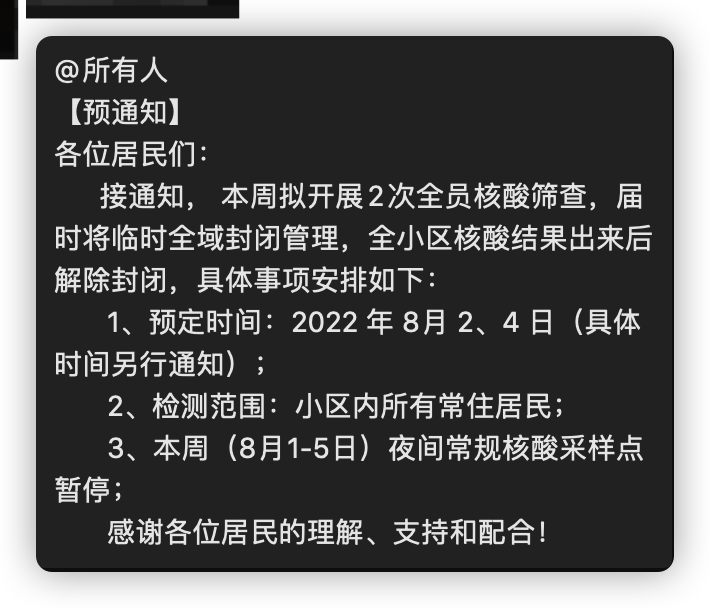 @所有人
【预通知】
各位居民们：
接通知，本周拟开展2次全员核酸筛查，届
时将临时全域封闭管理，全小区核酸结果出来后
解除封闭，具体事项安排如下：
1、预定时间：2022 年 8月 2、4 日（具体
时间另行通知）；
2、检测范围：小区内所有常住居民；
3、本周（8月1-5日）夜间常规核酸采样点
暂停；
感谢各位居民的理解、支持和配合！